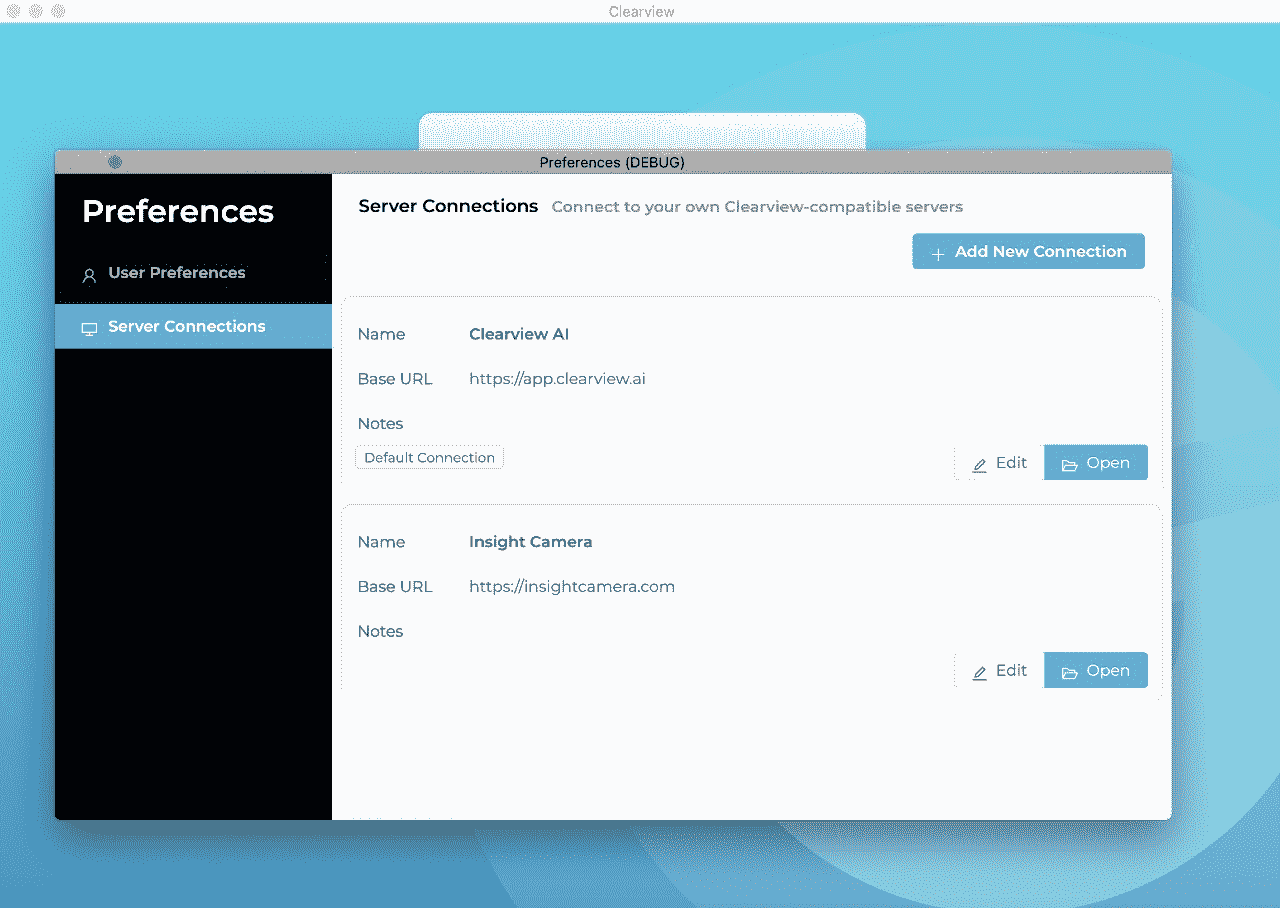 Clearview
Preferences (DEBUG)
Preferences
User Preferences
Server Connections
Server Connections Connect to your own Clearview-compatible servers
Add New Connection
Name Clearview AI
Base URL https://app.clearview.ai
Notes
Default Connection
Edit Open
Name Insight Camera
Base URL https://insightcamera.com
Notes
Edit Open